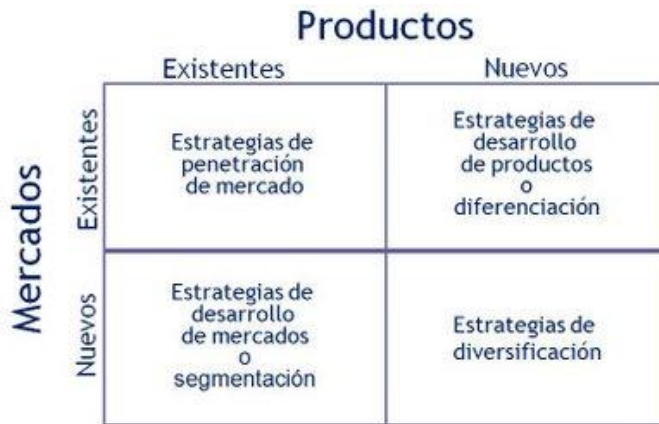 Productos
Existentes
Nuevos
Mercados
Existentes
Estrategias de
penetración
de mercado
Estrategias de
desarrollo
de productos
o
diferenciación
Nuevos
Estrategias de
desarrollo
de mercados
o
segmentación
Estrategias de
diversificación